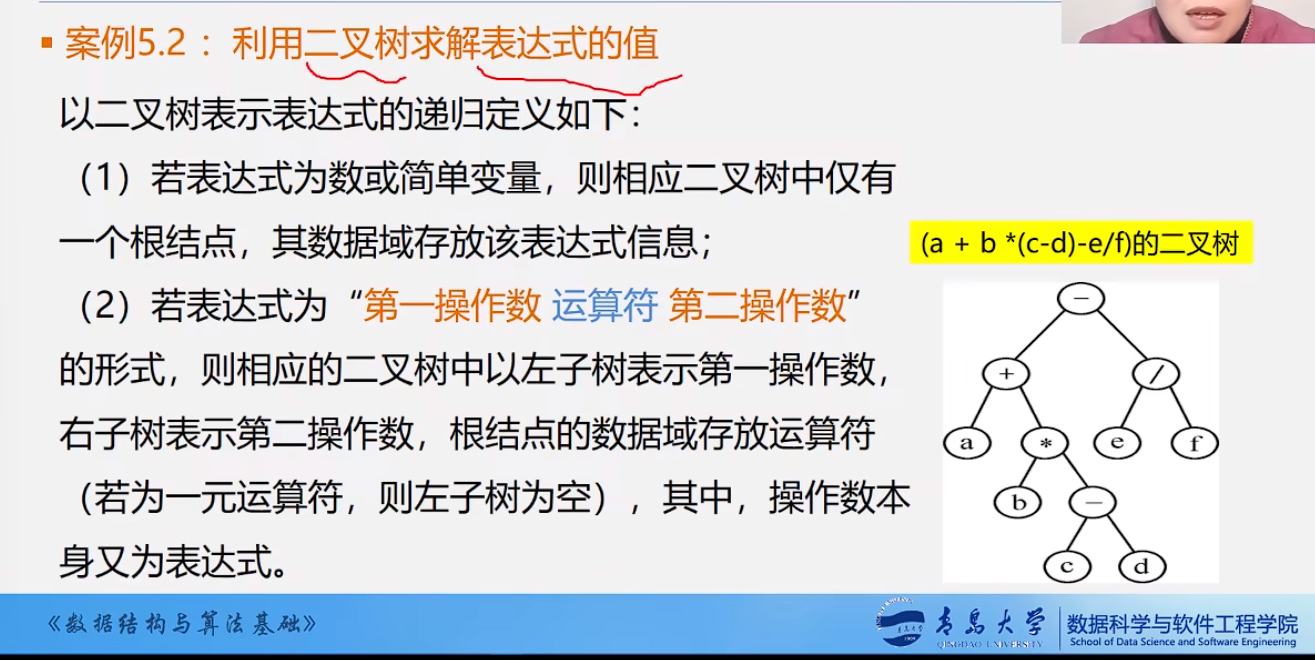 ▪ 案例5.2 ：利用二叉树求解表达式的值
以二叉树表示表达式的递归定义如下：
（1）若表达式为数或简单变量，则相应二叉树中仅有
一个根结点，其数据域存放该表达式信息；
（2）若表达式为“第一操作数 运算符 第二操作数”
的形式，则相应的二叉树中以左子树表示第一操作数，
右子树表示第二操作数，根结点的数据域存放运算符
（若为一元运算符，则左子树为空），其中，操作数本
身又为表达式。
(a + b *(c-d)-e/f)的二叉树
−
+ /
a * e f
b −
c d
《数据结构与算法基础》
青岛大学
QINGDAO UNIVERSITY
数据科学与软件工程学院
School of Data Science and Software Engineering